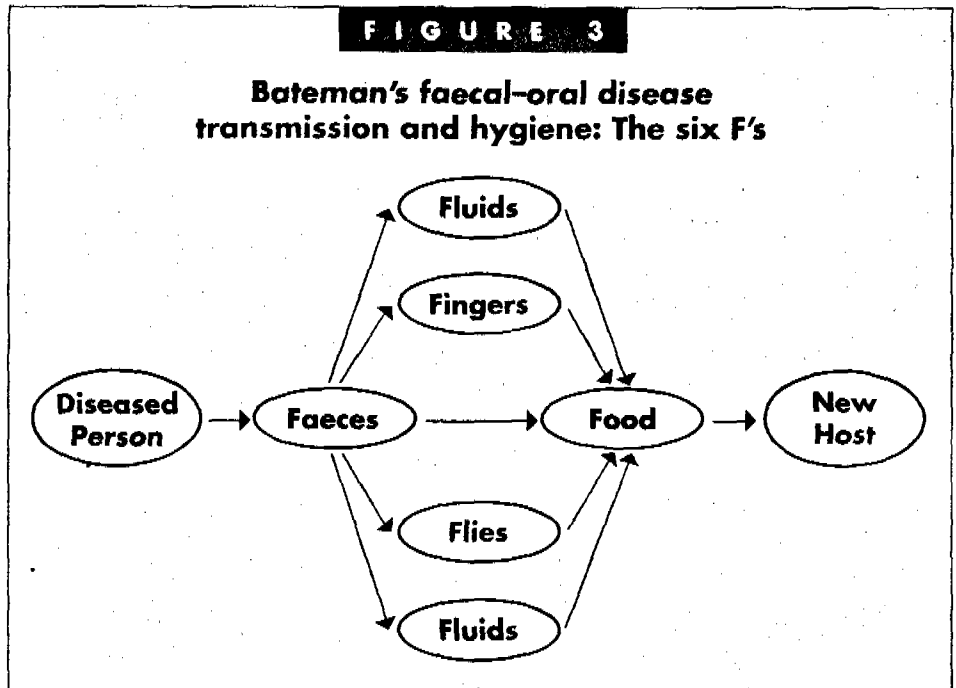 FIGURE 3
Bateman's faecal–oral disease
transmission and hygiene: The six F's
Fluids
Fingers
Diseased
Person
Faeces
Food
New
Host
Flies
Fluids